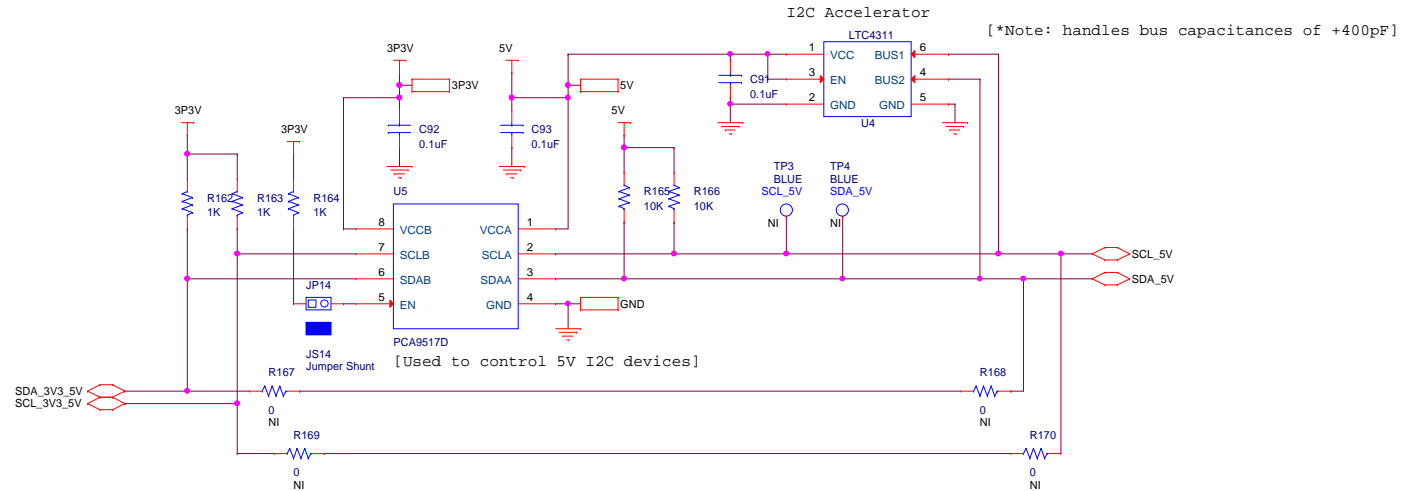 I2C Accelerator
[*Note: handles bus capacitances of +400pF]
LTC4311
1 VCC BUS1 6
3 EN BUS2 4
2 GND GND 5
U4
C91
0.1uF
3P3V
3P3V
C92
0.1uF
5V
5V
C93
0.1uF
3P3V
R162
1K
R163
1K
3P3V
R164
1K
5V
R165
10K
R166
10K
TP3
BLUE
SCL_5V
NI
TP4
BLUE
SDA_5V
NI
U5
8 VCCB VCCA 1
7 SCLB SCLA 2
6 SDAB SDAA 3
5 EN GND 4
PCA9517D
GND
SCL_5V
SDA_5V
JP14
JS14
Jumper Shunt
[Used to control 5V I2C devices]
SDA_3V3_5V
SCL_3V3_5V
R167
0
NI
R168
0
NI
R169
0
NI
R170
0
NI